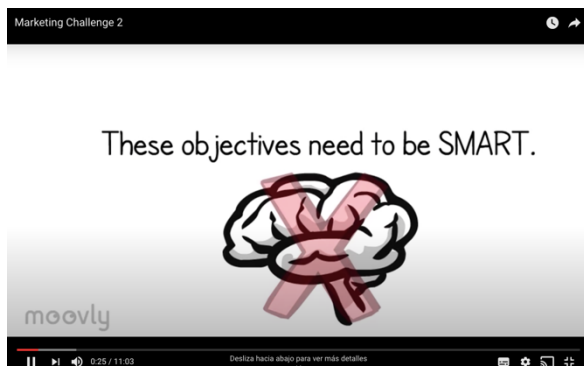 Marketing Challenge 2
These objectives need to be SMART.
moovly
0:25 / 11:03
Desliza hacia abajo para ver más detalles